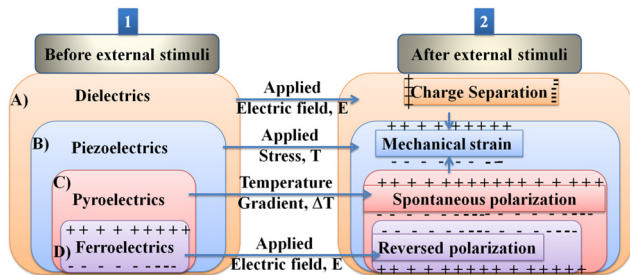 1
2
Before external stimuli
After external stimuli
A)
Dielectrics
Applied
Electric field, E
Charge Separation
B)
Piezoelectrics
Applied
Stress, T
+ + + + + + + + + +
Mechanical strain
C)
Pyroelectrics
Temperature
Gradient, ΔT
Spontaneous polarization
D)
Ferroelectrics
Applied
Electric field, E
Reversed polarization